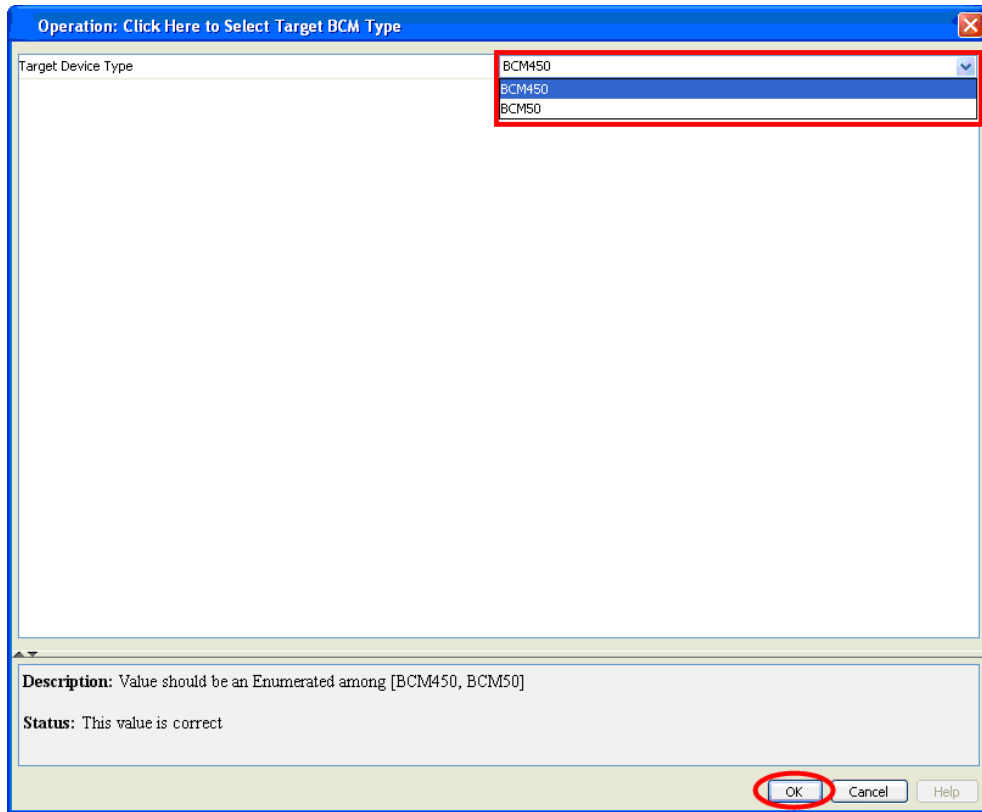 Operation: Click Here to Select Target BCM Type
Target Device Type
BCM450
BCM450
BCM50
Description: Value should be an Enumerated among [BCM450, BCM50]
Status: This value is correct
OK
Cancel
Help